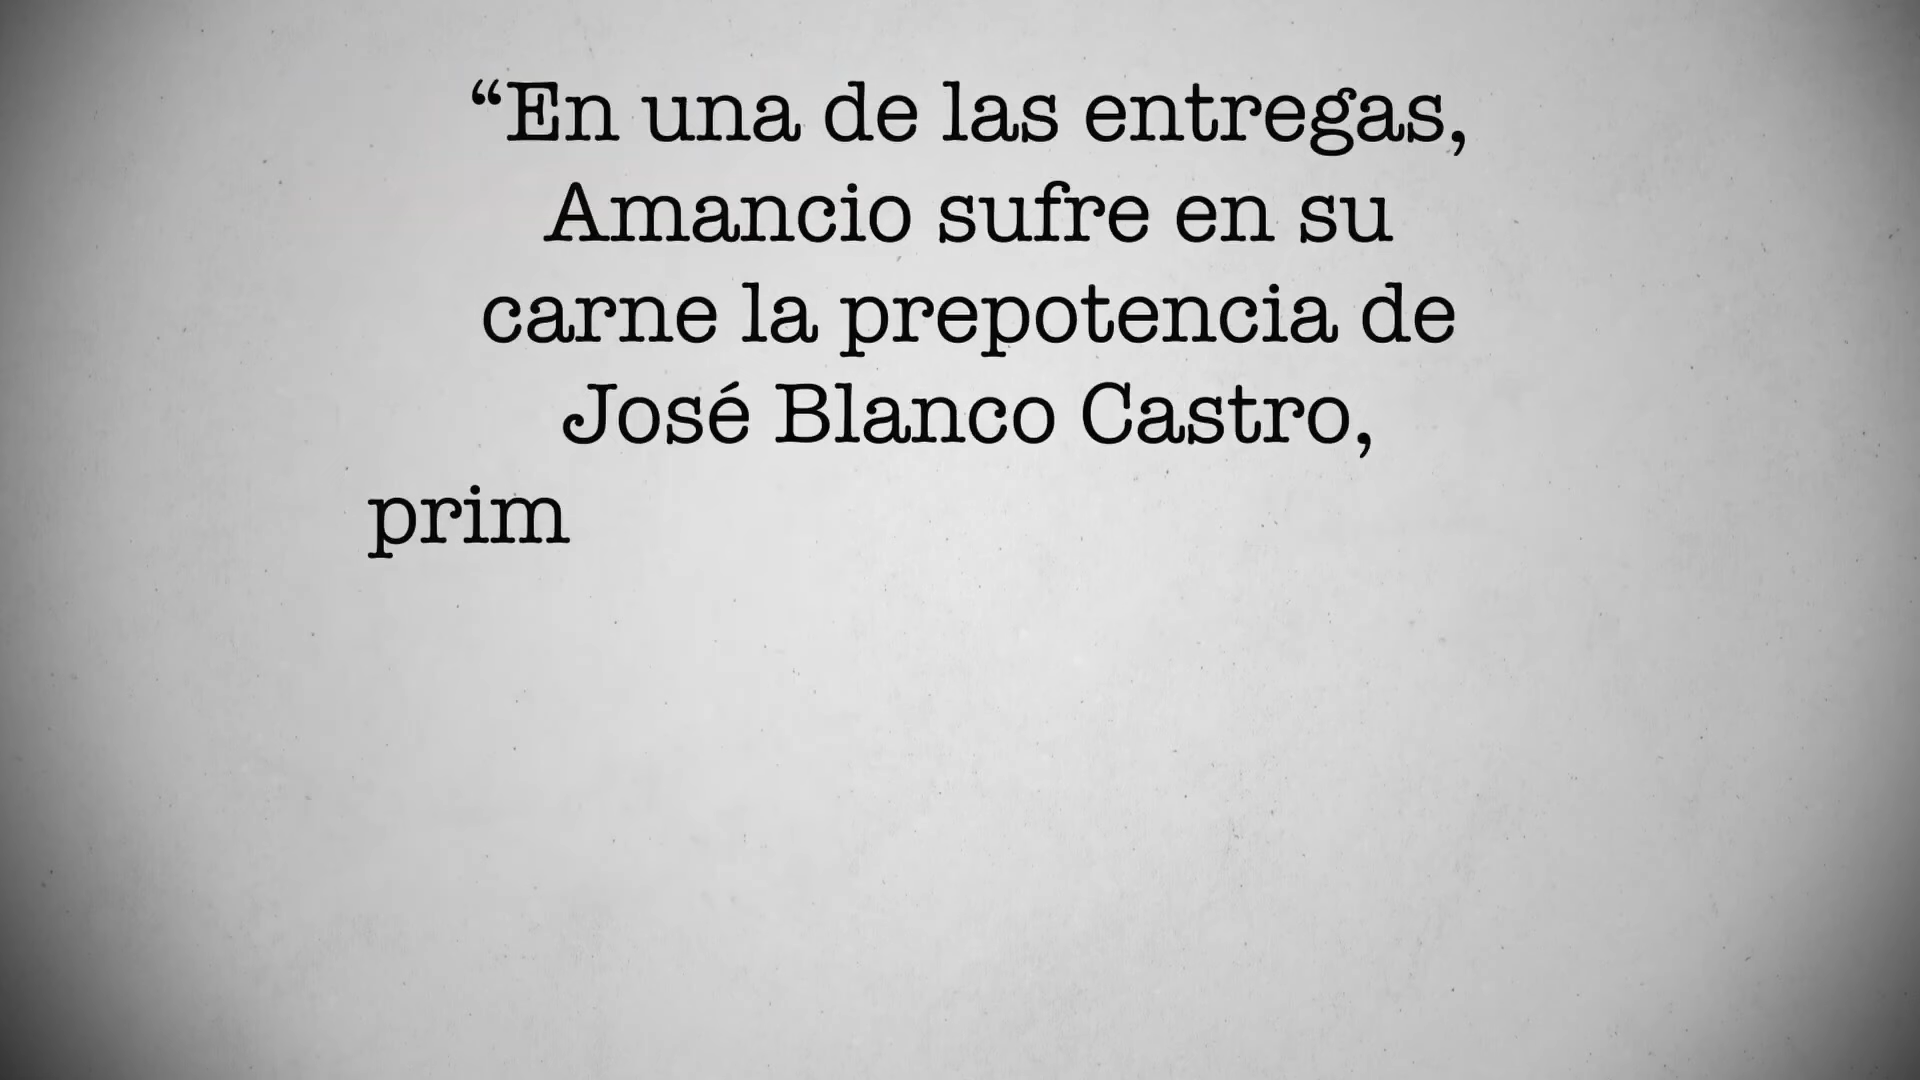 “En una de las entregas,
Amancio sufre en su
carne la prepotencia de
José Blanco Castro,
prim